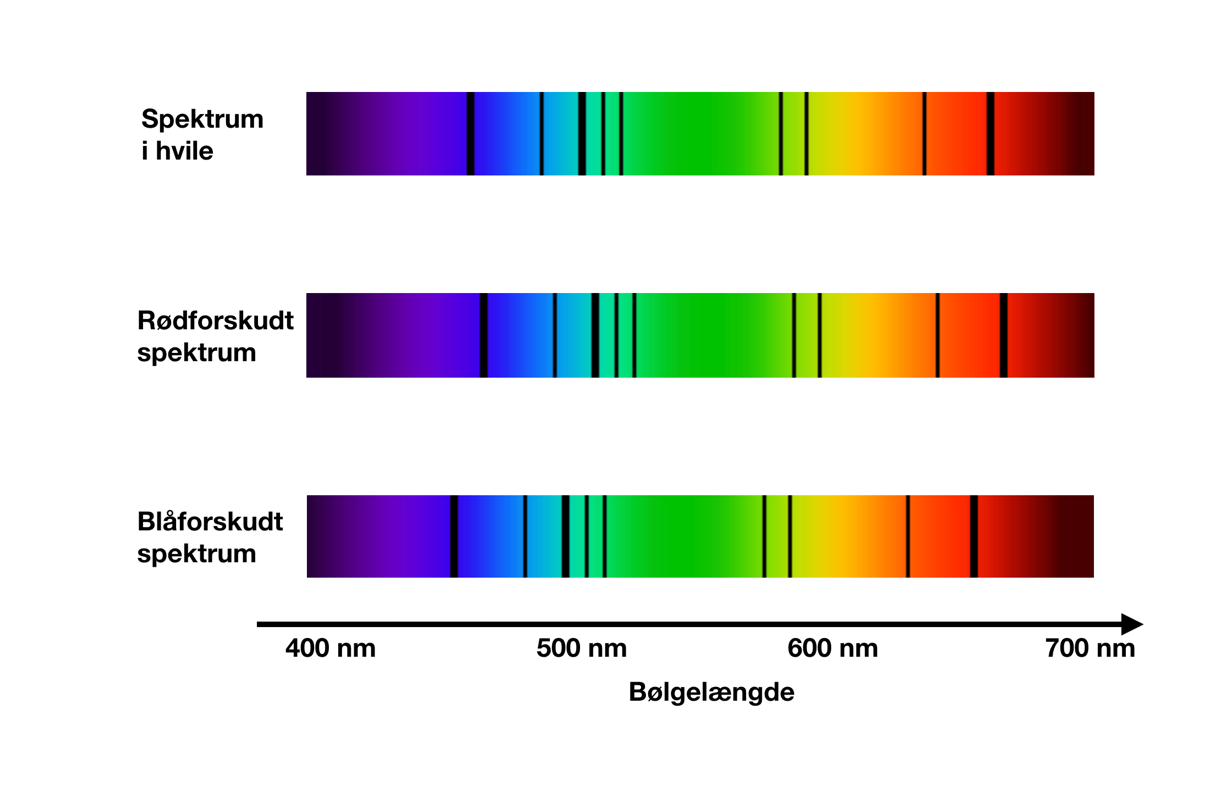 Spektrum
i hvile
Rødforskudt
spektrum
Blåforskudt
spektrum
400 nm 500 nm 600 nm 700 nm
Bølgelængde